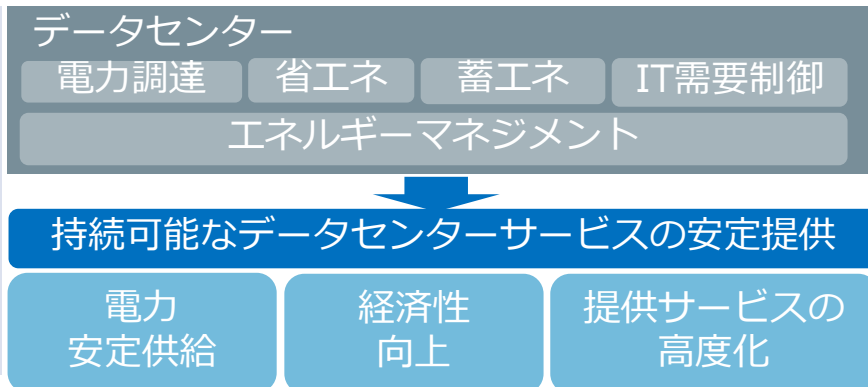 データセンター
電力調達 省エネ 蓄エネ IT需要制御
エネルギーマネジメント
持続可能なデータセンターサービスの安定提供
電力
安定供給
経済性
向上
提供サービスの
高度化